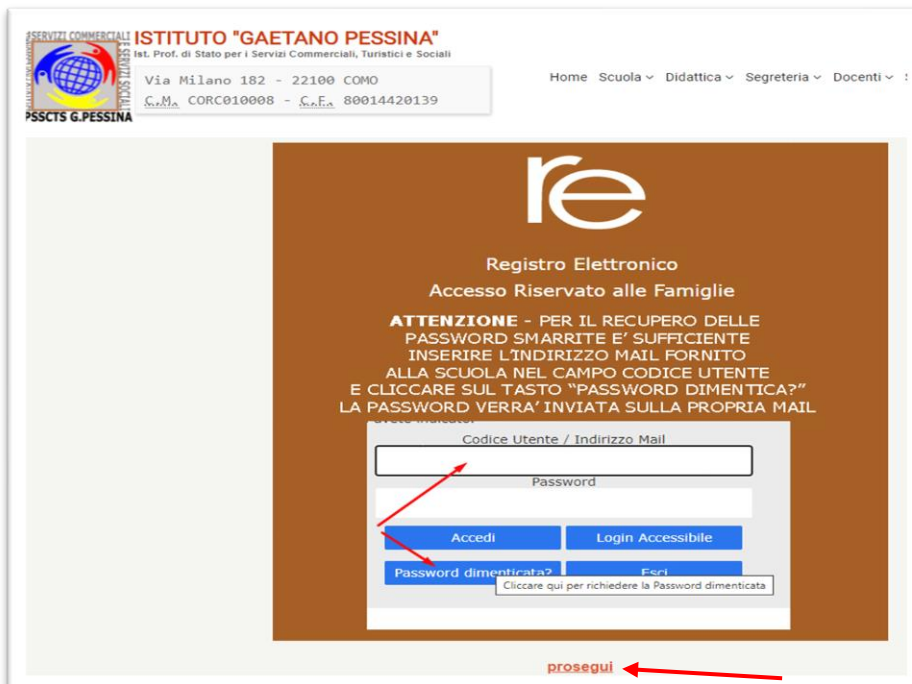 SERVIZI COMMERCIALI
E SERVIZI SOCIALI
PSSCTS G.PESSINA
ISTITUTO "GAETANO PESSINA"
Ist. Prof. di Stato per i Servizi Commerciali, Turistici e Sociali
Via Milano 182 - 22100 COMO
C.M. CORC010008 - C.F. 80014420139
Home Scuola Didattica Segreteria Docenti
re
Registro Elettronico
Accesso Riservato alle Famiglie
ATTENZIONE - PER IL RECUPERO DELLE
PASSWORD SMARRITE E' SUFFICIENTE
INSERIRE L'INDIRIZZO MAIL FORNITO
ALLA SCUOLA NEL CAMPO CODICE UTENTE
E CLICCARE SUL TASTO “PASSWORD DIMENTICA?”
LA PASSWORD VERRA’ INVIATA SULLA PROPRIA MAIL
Codice Utente / Indirizzo Mail
Password
Accedi
Login Accessibile
Password dimenticata?
Esci
Cliccare qui per richiedere la Password dimenticata
prosegui